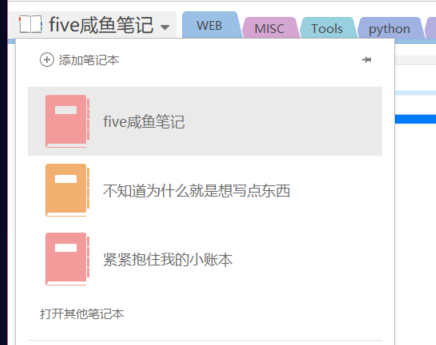 five咸鱼笔记
WEB
MISC
Tools
python
添加笔记本
five咸鱼笔记
不知道为什么就是想写点东西
紧紧抱住我的小账本
打开其他笔记本